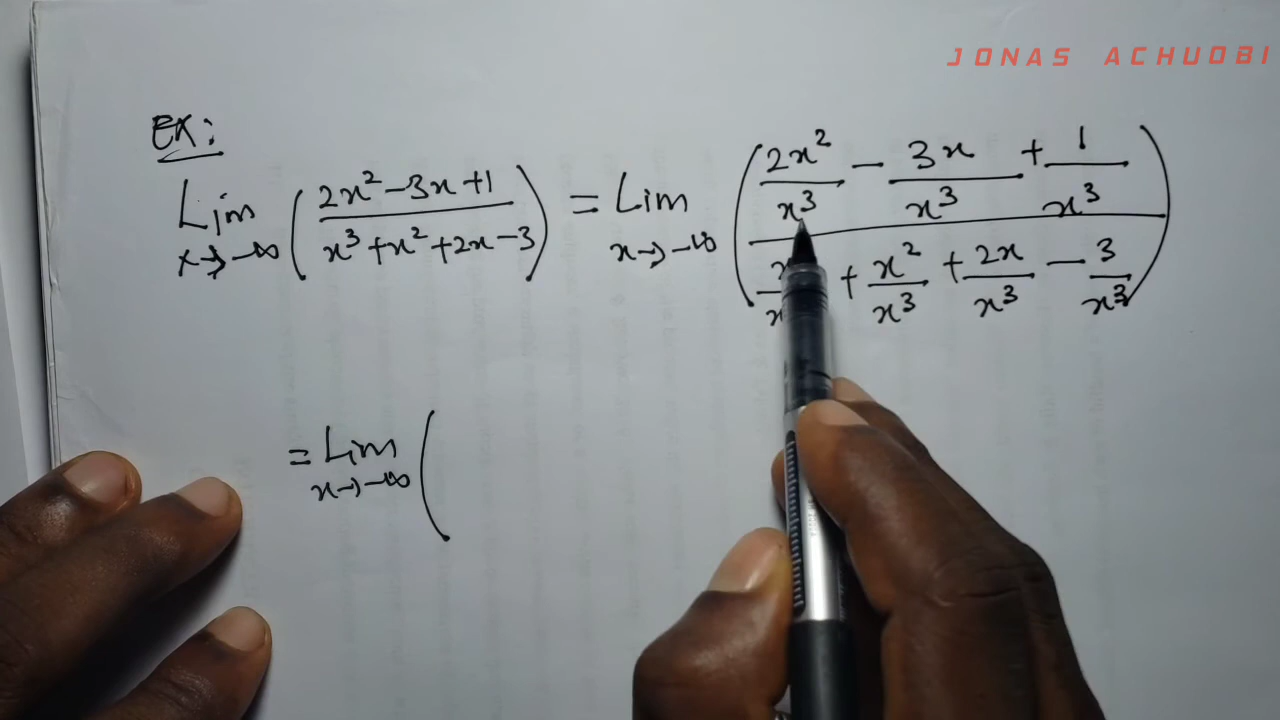 JONAS ACHUOBI
EX:
Lim x→-∞ ( (2x² - 3x + 1) / (x³ + x² + 2x - 3) ) = Lim x→-∞ ( (2x²/x³ - 3x/x³ + 1/x³) / (x / x + x²/x³ + 2x/x³ - 3/x³) )
= Lim x→-∞ (